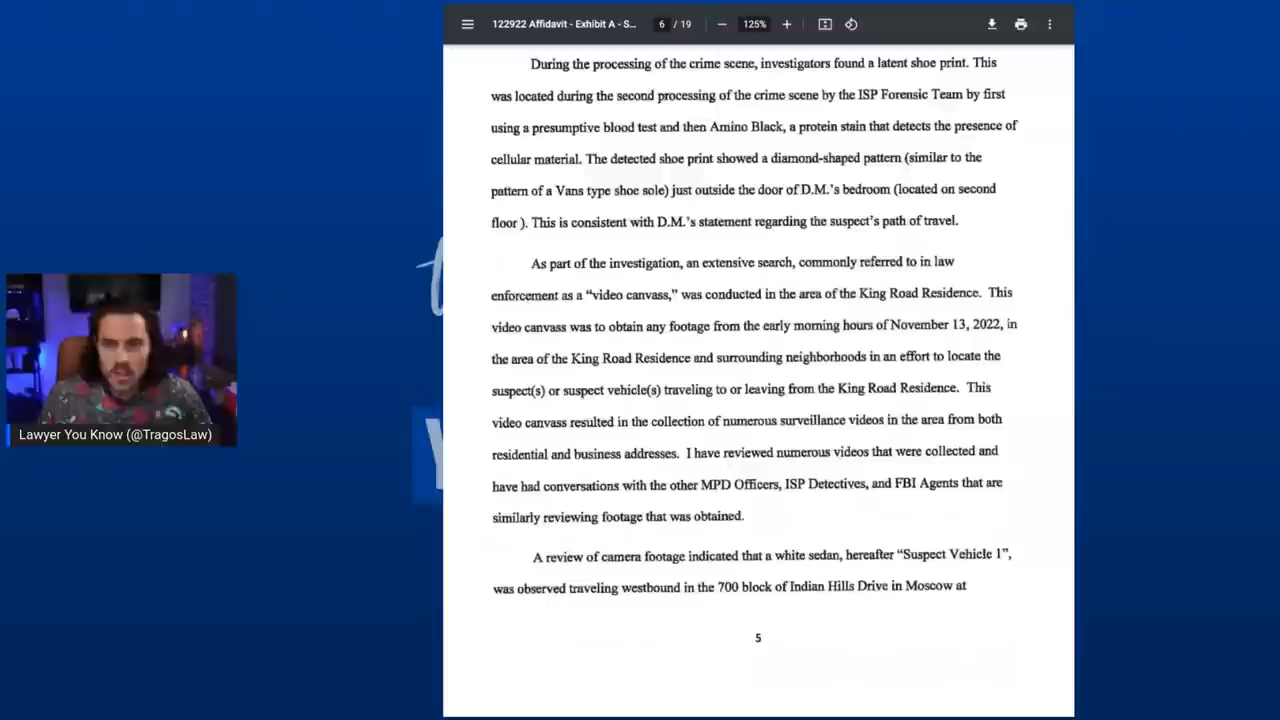 122922 Affidavit - Exhibit A - S...
6 / 19
125%
During the processing of the crime scene, investigators found a latent shoe print. This
was located during the second processing of the crime scene by the ISP Forensic Team by first
using a presumptive blood test and then Amino Black, a protein stain that detects the presence of
cellular material. The detected shoe print showed a diamond-shaped pattern (similar to the
pattern of a Vans type shoe sole) just outside the door of D.M.'s bedroom (located on second
floor ). This is consistent with D.M.'s statement regarding the suspect's path of travel.
As part of the investigation, an extensive search, commonly referred to in law
enforcement as a “video canvass,” was conducted in the area of the King Road Residence. This
video canvass was to obtain any footage from the early morning hours of November 13, 2022, in
the area of the King Road Residence and surrounding neighborhoods in an effort to locate the
suspect(s) or suspect vehicle(s) traveling to or leaving from the King Road Residence. This
video canvass resulted in the collection of numerous surveillance videos in the area from both
residential and business addresses. I have reviewed numerous videos that were collected and
have had conversations with the other MPD Officers, ISP Detectives, and FBI Agents that are
similarly reviewing footage that was obtained.
A review of camera footage indicated that a white sedan, hereafter “Suspect Vehicle 1”,
was observed traveling westbound in the 700 block of Indian Hills Drive in Moscow at
5
Lawyer You Know (@TragosLaw)